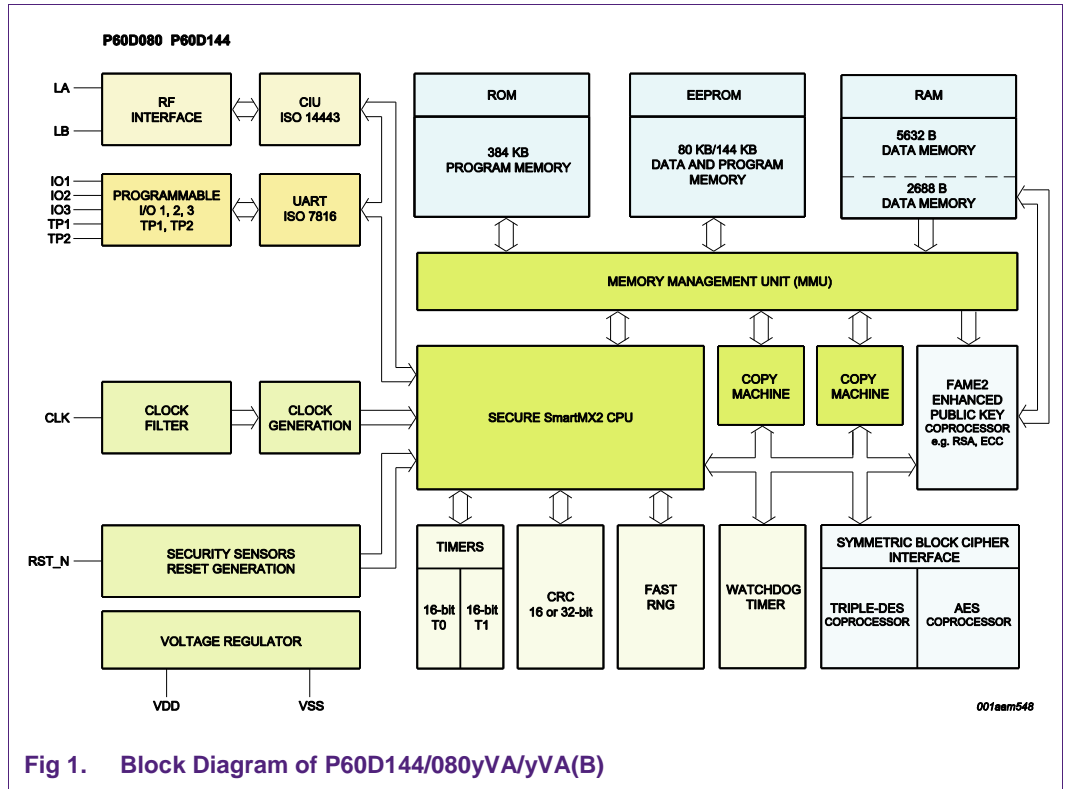 P60D080 P60D144
LA
LB
RF
INTERFACE
CIU
ISO 14443
IO1
IO2
IO3
TP1
TP2
PROGRAMMABLE
I/O 1, 2, 3
TP1, TP2
UART
ISO 7816
ROM
384 KB
PROGRAM MEMORY
EEPROM
80 KB/144 KB
DATA AND PROGRAM
MEMORY
RAM
5632 B
DATA MEMORY
2688 B
DATA MEMORY
MEMORY MANAGEMENT UNIT (MMU)
CLK
CLOCK
FILTER
CLOCK
GENERATION
SECURE SmartMX2 CPU
COPY
MACHINE
COPY
MACHINE
FAME2
ENHANCED
PUBLIC KEY
COPROCESSOR
e.g. RSA, ECC
RST_N
SECURITY SENSORS
RESET GENERATION
VOLTAGE REGULATOR
VDD
VSS
TIMERS
16-bit
T0
16-bit
T1
CRC
16 or 32-bit
FAST
RNG
WATCHDOG
TIMER
SYMMETRIC BLOCK CIPHER
INTERFACE
TRIPLE-DES
COPROCESSOR
AES
COPROCESSOR
001aam548
Fig 1. Block Diagram of P60D144/080yVA/yVA(B)